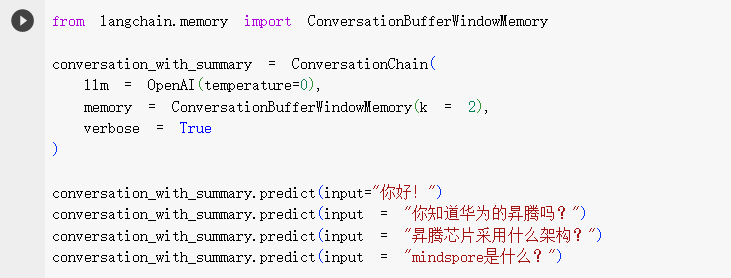 from langchain.memory import ConversationBufferWindowMemory
conversation_with_summary = ConversationChain(
llm = OpenAI(temperature=0),
memory = ConversationBufferWindowMemory(k = 2),
verbose = True
)
conversation_with_summary.predict(input="你好！")
conversation_with_summary.predict(input = "你知道华为的昇腾吗？")
conversation_with_summary.predict(input = "昇腾芯片采用什么架构？")
conversation_with_summary.predict(input = "mindspore是什么？")